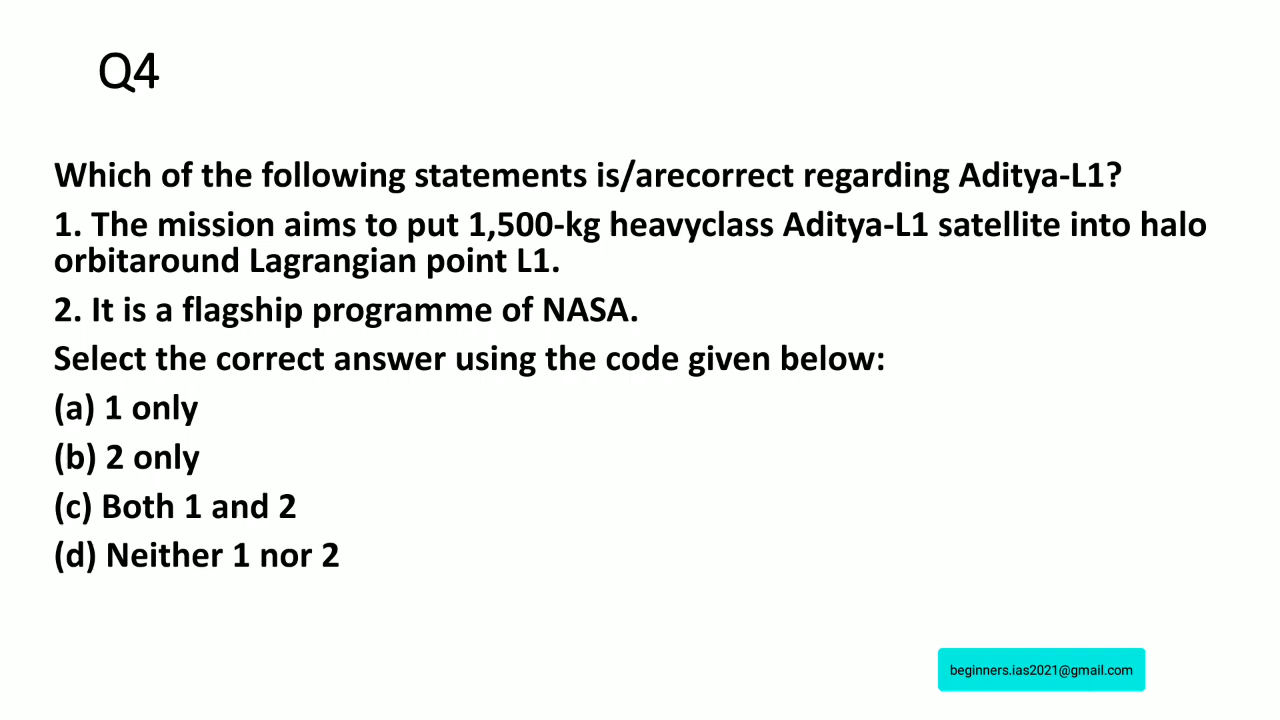 Q4
Which of the following statements is/arecorrect regarding Aditya-L1?
1. The mission aims to put 1,500-kg heavyclass Aditya-L1 satellite into halo
orbitaround Lagrangian point L1.
2. It is a flagship programme of NASA.
Select the correct answer using the code given below:
(a) 1 only
(b) 2 only
(c) Both 1 and 2
(d) Neither 1 nor 2
beginners.ias2021@gmail.com